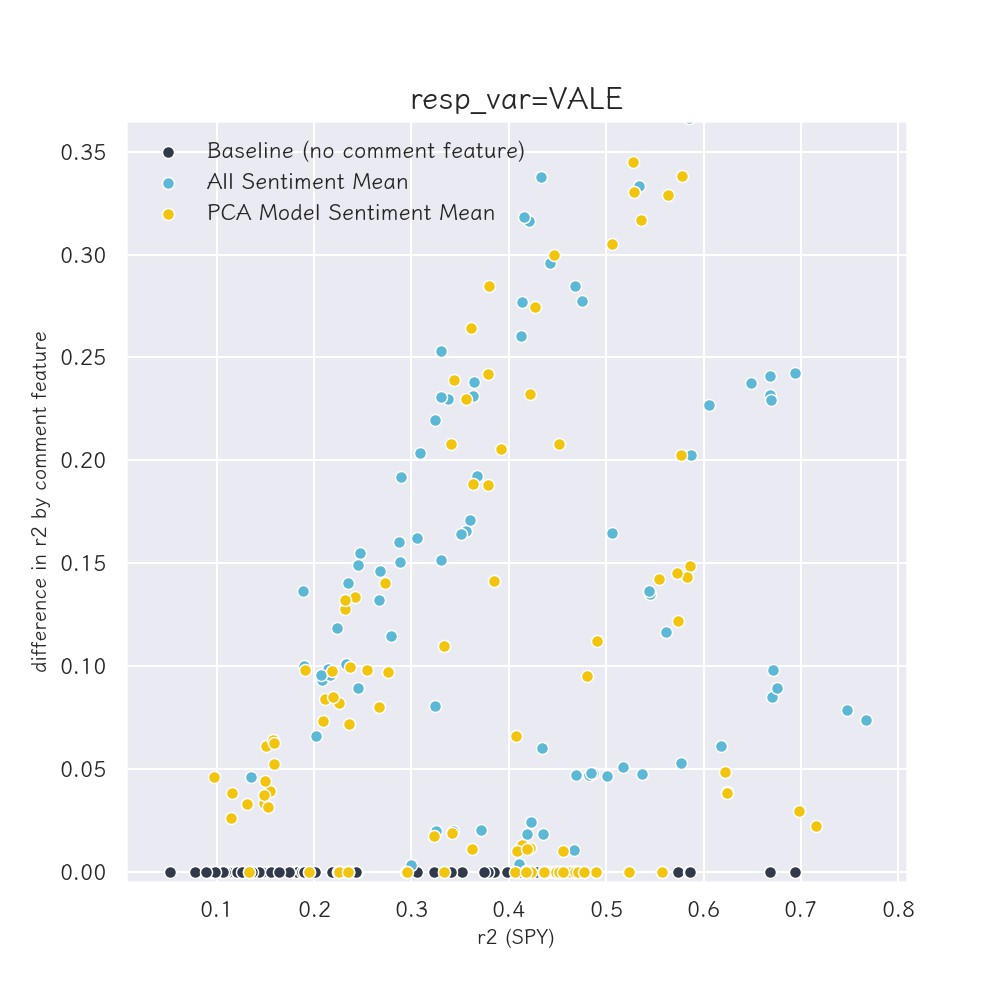 resp_var=VALE
Baseline (no comment feature)
All Sentiment Mean
PCA Model Sentiment Mean
difference in r2 by comment feature
0.35
0.30
0.25
0.20
0.15
0.10
0.05
0.00
0.1 0.2 0.3 0.4 0.5 0.6 0.7 0.8
r2 (SPY)